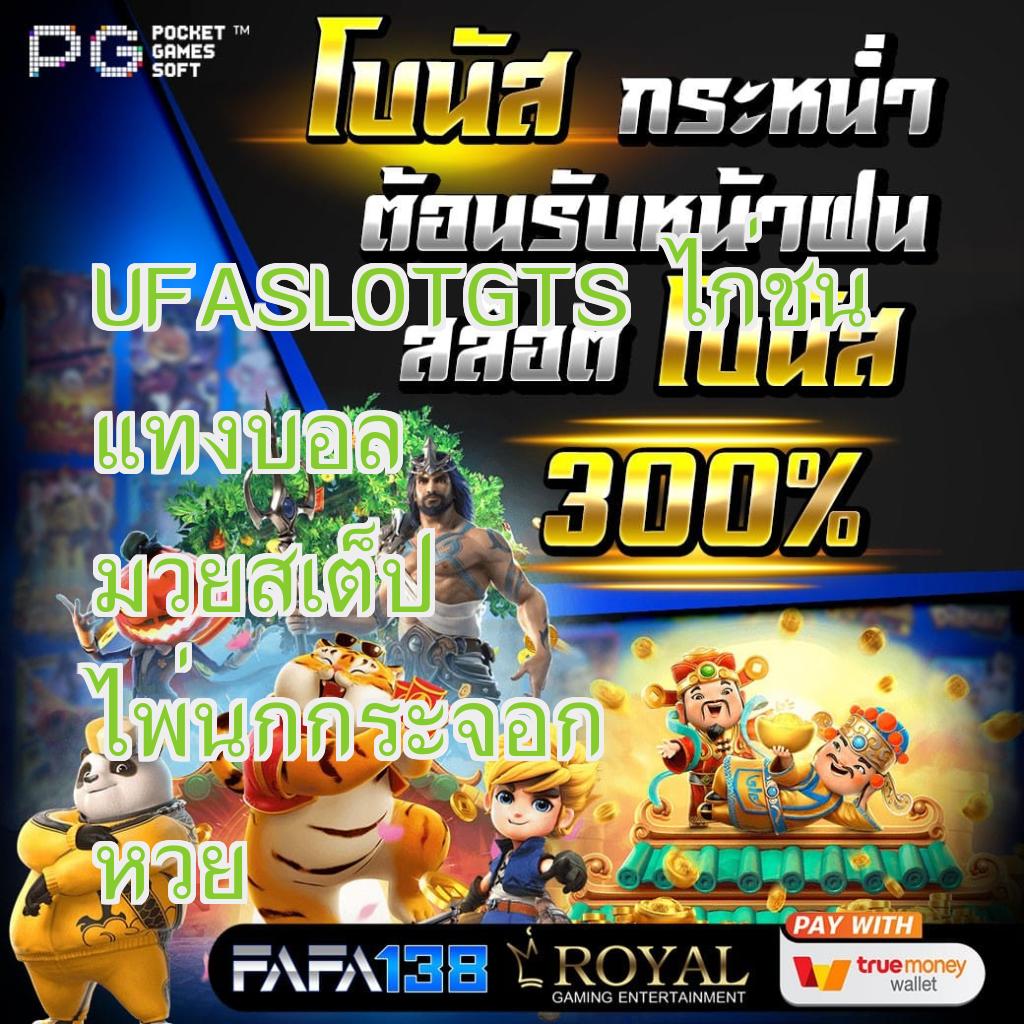 PG POCKET GAMES SOFT™
โบนัส กระหน่ำ
ต้อนรับหน้าฝน
UFASLOTGTS ไก่ชน
สล็อต โบนัส
แทงบอล
300%
มวยสเต็ป
ไพ่นกกระจอก
หวย
PAY WITH
FAFA138
ROYAL
GAMING ENTERTAINMENT
truemoney
wallet